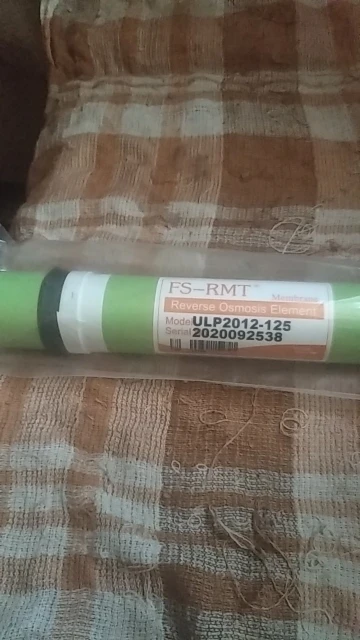 FS-RMT
Membrane
Reverse Osmosis Element
Model ULP2012-125
Serial 2020092538